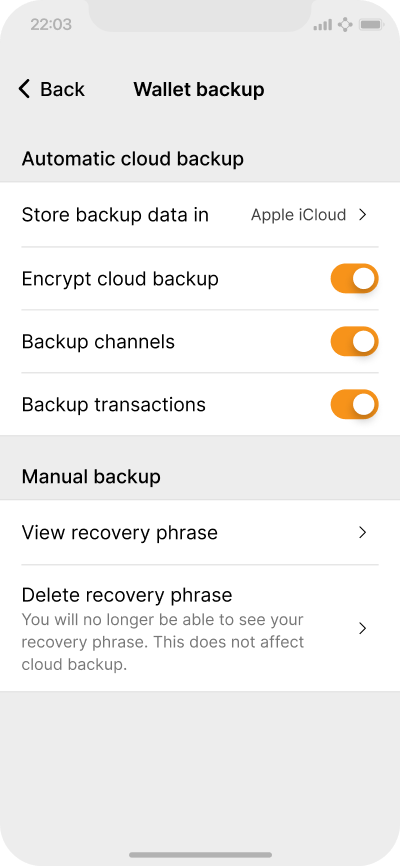 22:03
Back
Wallet backup
Automatic cloud backup
Store backup data in
Apple iCloud
Encrypt cloud backup
Backup channels
Backup transactions
Manual backup
View recovery phrase
Delete recovery phrase
You will no longer be able to see your
recovery phrase. This does not affect
cloud backup.